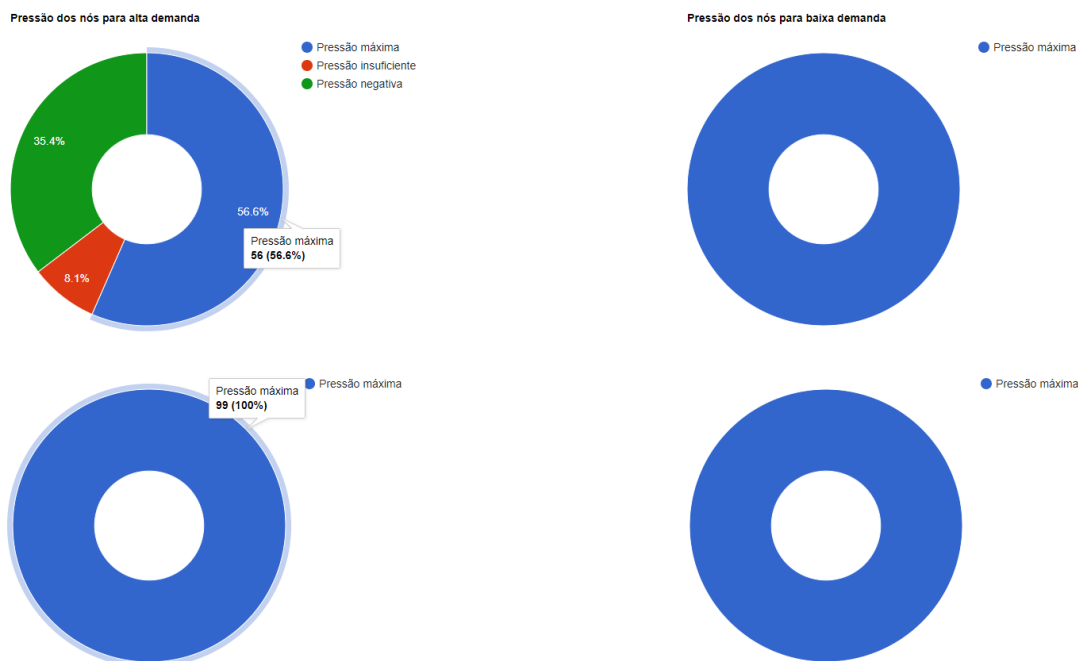 Pressão dos nós para alta demanda
Pressão máxima
Pressão insuficiente
Pressão negativa
35.4%
56.6%
8.1%
Pressão máxima
56 (56.6%)
Pressão dos nós para baixa demanda
Pressão máxima
Pressão máxima
99 (100%)
Pressão máxima
Pressão máxima